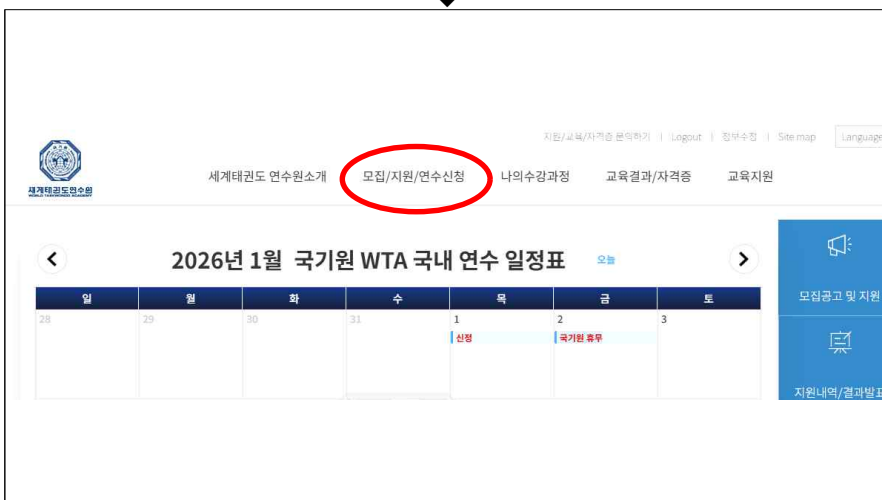 지원/교육/자격증 문의하기 | Logout | 정보수정 | Site map Language
세계태권도연수원
WORLD TAEKWONDO ACADEMY
세계태권도 연수원소개 모집/지원/연수신청 나의수강과정 교육결과/자격증 교육지원
2026년 1월 국기원 WTA 국내 연수 일정표 오늘
일 월 화 수 목 금 토
28 29 30 31 1 2 3
신정 국기원 휴무
모집공고 및 지원
지원내역/결과발표